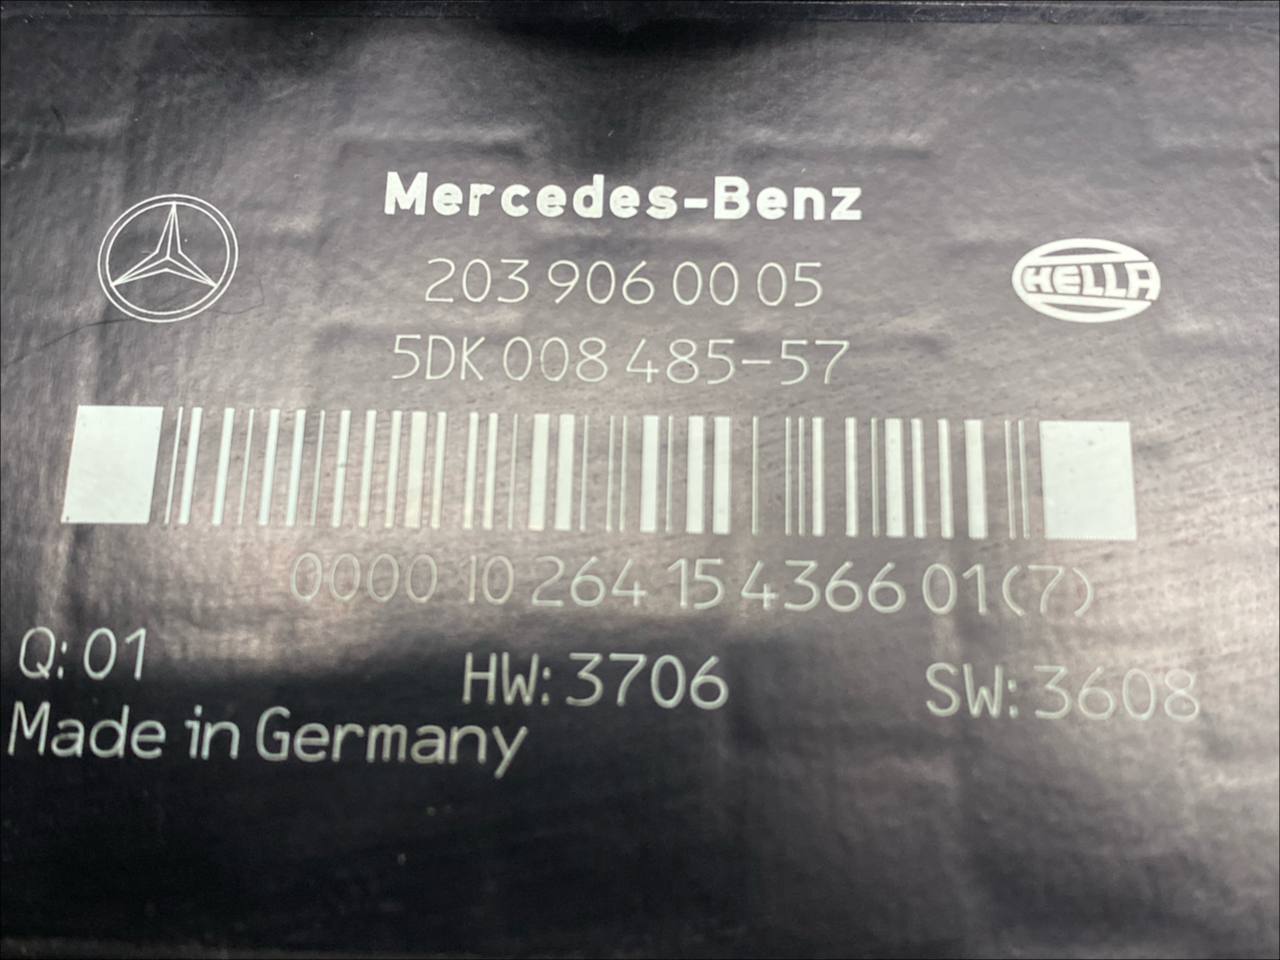 Mercedes-Benz
203 906 00 05
HELLA
5DK 008 485-57
0000 10 264 15 4366 01(7)
Q: 01
HW: 3706
SW: 3608
Made in Germany